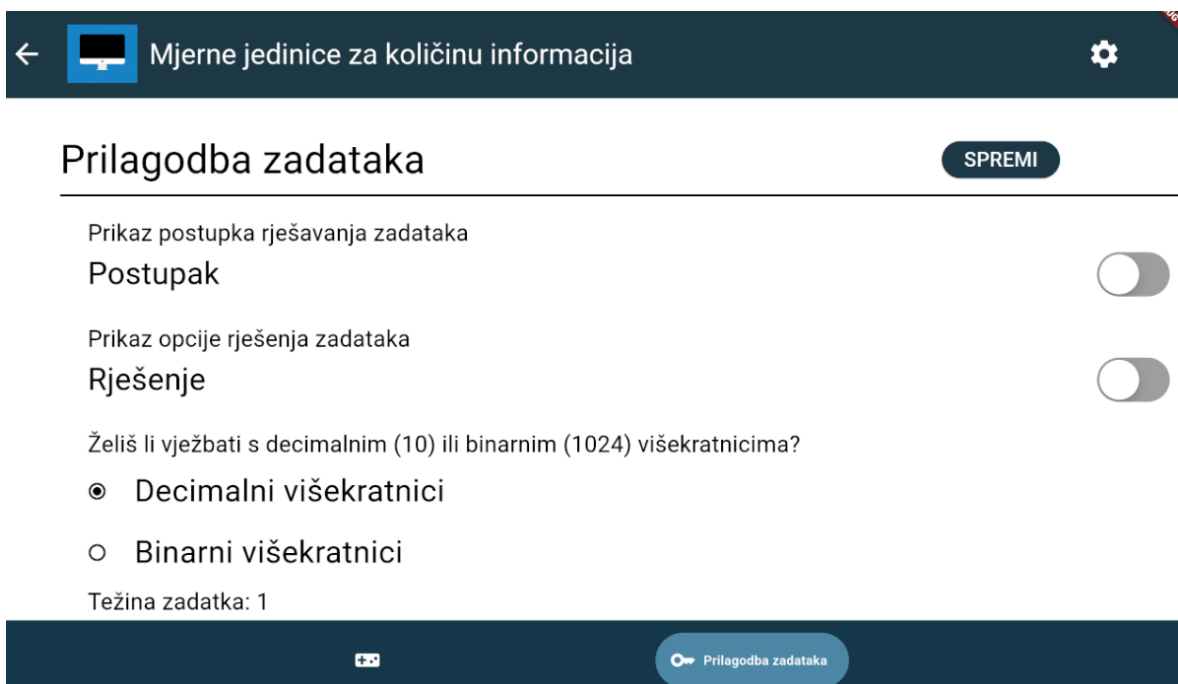 Mjerne jedinice za količinu informacija
Prilagodba zadataka
SPREMI
Prikaz postupka rješavanja zadataka
Postupak
Prikaz opcije rješenja zadataka
Rješenje
Želiš li vježbati s decimalnim (10) ili binarnim (1024) višekratnicima?
Decimalni višekratnici
Binarni višekratnici
Težina zadatka: 1
Prilagodba zadataka